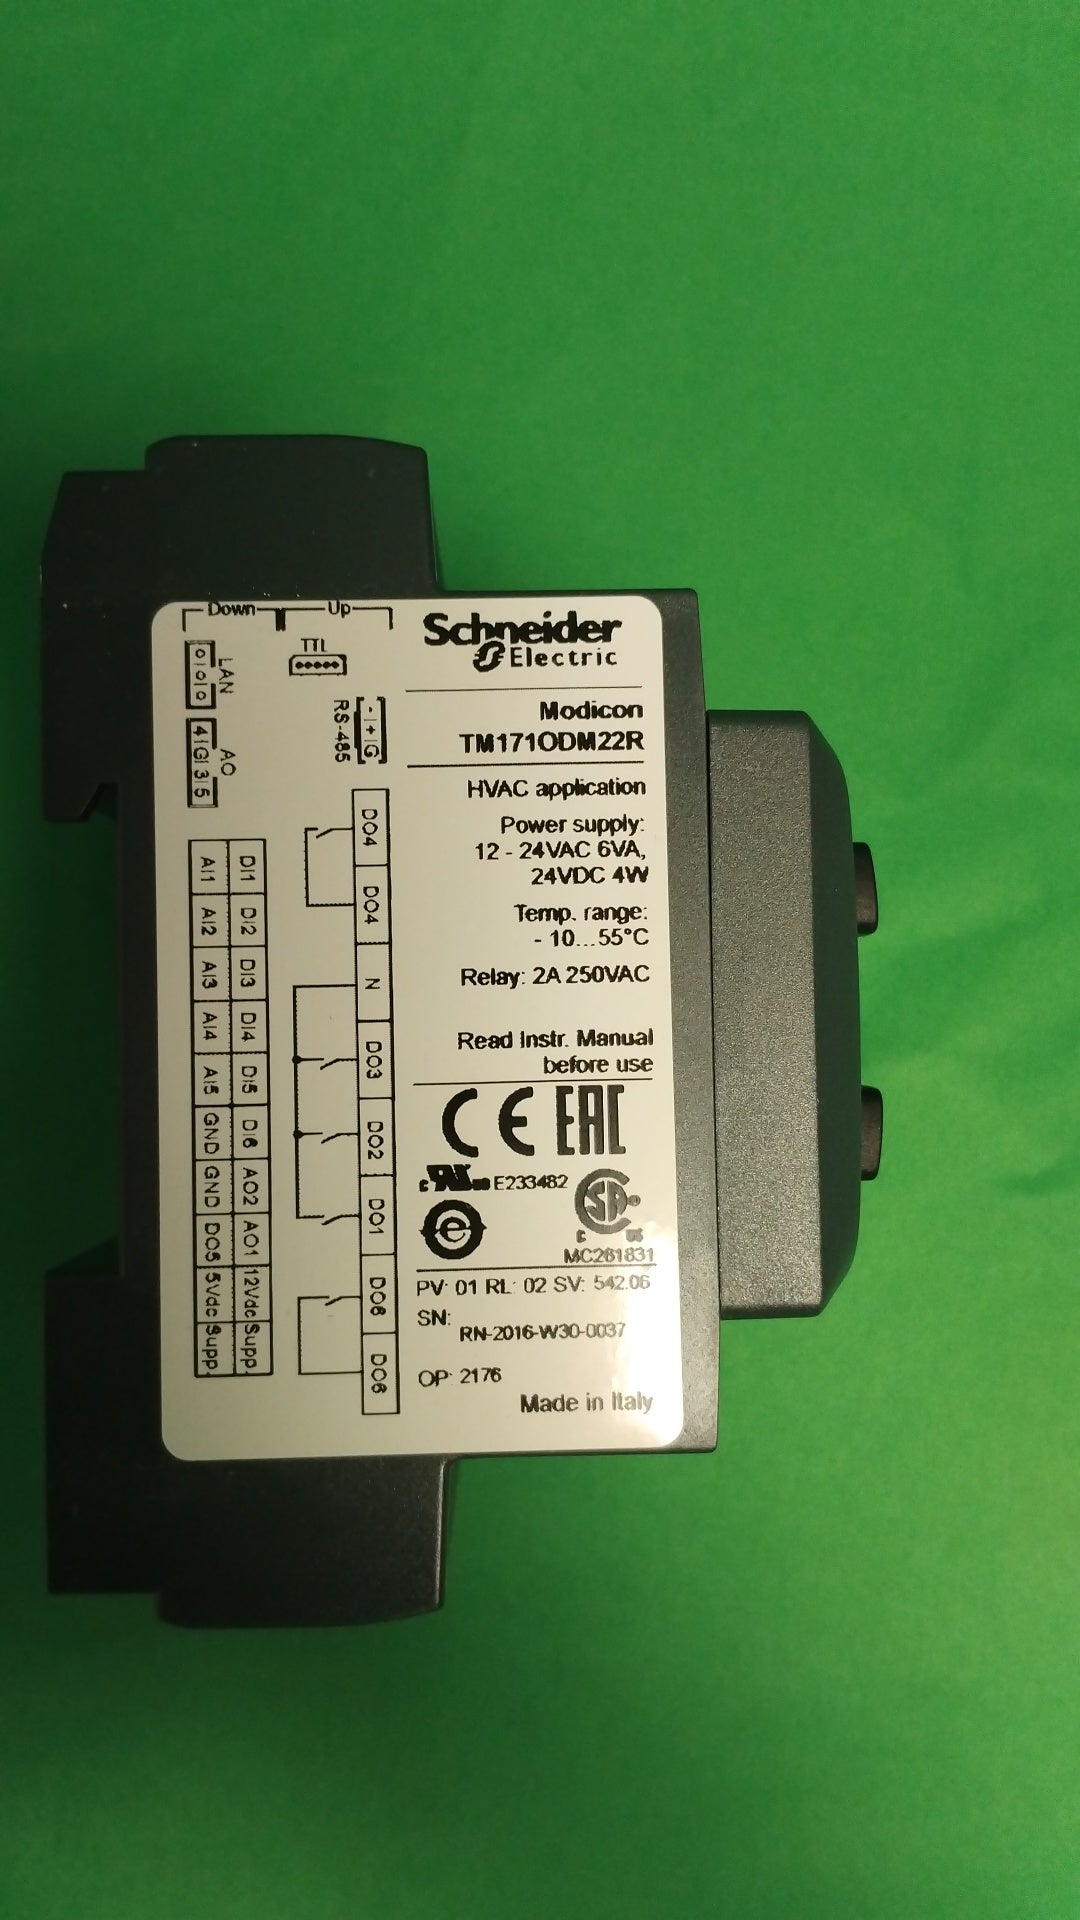 Down
Up
TTL
LAN
- + G
RS-485
AO
4 G 3 5
DO4
DO4
N
DO3
DO2
DO1
DO6
DO6
DI1 DI2 DI3 DI4 DI5 DI6 AO2 AO1 12Vdc Supp.
AI1 AI2 AI3 AI4 AI5 GND GND DO5 5Vdc Supp.
Schneider
Electric
Modicon
TM171ODM22R
HVAC application
Power supply:
12 - 24VAC 6VA,
24VDC 4W
Temp. range:
- 10...55°C
Relay: 2A 250VAC
Read Instr. Manual
before use
CE EAC
c RU us E233482
e
SA
C US
MC261831
PV: 01 RL: 02 SV: 542.06
SN:
RN-2016-W30-0037
OP: 2176
Made in Italy